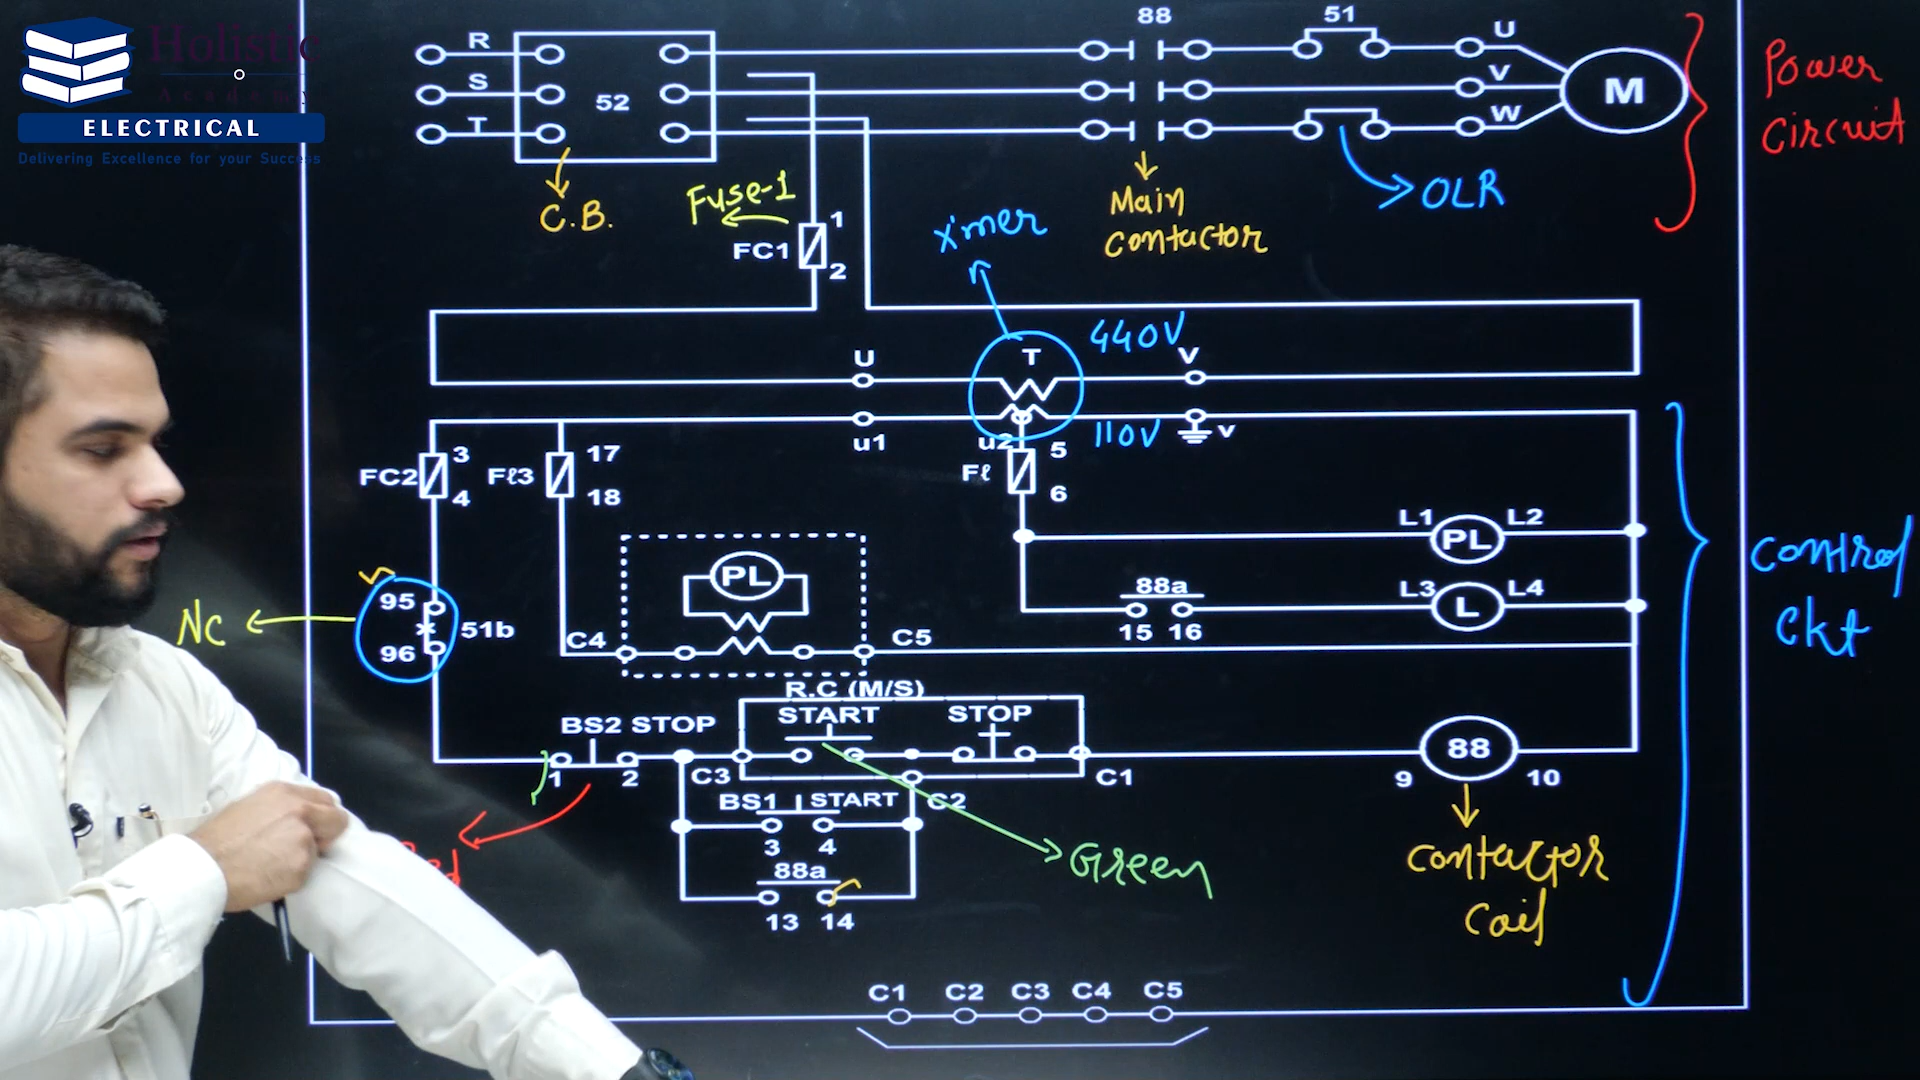 Holistic
Academy
ELECTRICAL
Delivering Excellence for your Success
R
S
T
52
88
51
U
V
W
M
Power
circuit
C.B.
Fuse-1
FC1
1
2
Main
contactor
OLR
x'mer
T
440V
U
V
u1
u2
110V
v
FC2
3
4
Fℓ3
17
18
Fℓ
5
6
L1
PL
L2
88a
15 16
L3
L
L4
control
ckt
NC
95
96
51b
C4
PL
C5
R.C (M/S)
BS2 STOP
START
STOP
1
2
C3
C2
C1
BS1
START
3 4
88a
13 14
Green
88
9
10
contactor
coil
C1 C2 C3 C4 C5